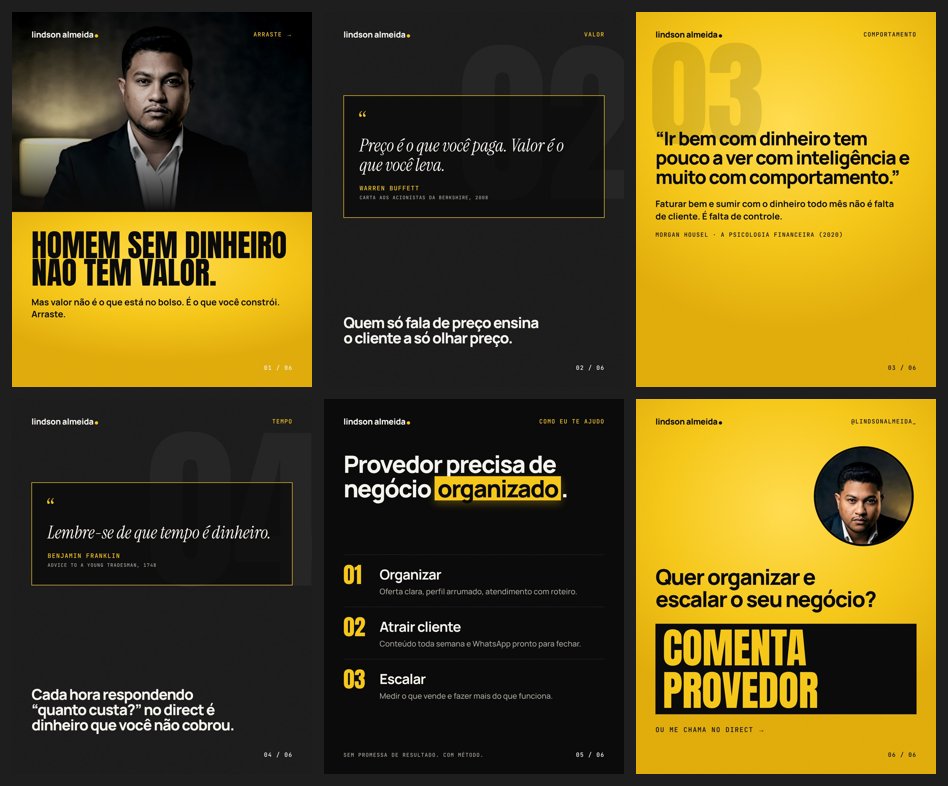 lindson almeida.
ARRASTE →
HOMEM SEM DINHEIRO
NÃO TEM VALOR.
Mas valor não é o que está no bolso. É o que você constrói.
Arraste.
01 / 06
lindson almeida.
VALOR
02
“
Preço é o que você paga. Valor é o
que você leva.
WARREN BUFFETT
CARTA AOS ACIONISTAS DA BERKSHIRE, 2008
Quem só fala de preço ensina
o cliente a só olhar preço.
02 / 06
lindson almeida.
COMPORTAMENTO
03
“Ir bem com dinheiro tem
pouco a ver com inteligência e
muito com comportamento.”
Faturar bem e sumir com o dinheiro todo mês não é falta
de cliente. É falta de controle.
MORGAN HOUSEL · A PSICOLOGIA FINANCEIRA (2020)
03 / 06
lindson almeida.
TEMPO
04
“
Lembre-se de que tempo é dinheiro.
BENJAMIN FRANKLIN
ADVICE TO A YOUNG TRADESMAN, 1748
Cada hora respondendo
“quanto custa?” no direct é
dinheiro que você não cobrou.
04 / 06
lindson almeida.
COMO EU TE AJUDO
Provedor precisa de
negócio organizado.
01 Organizar
Oferta clara, perfil arrumado, atendimento com roteiro.
02 Atrair cliente
Conteúdo toda semana e WhatsApp pronto para fechar.
03 Escalar
Medir o que vende e fazer mais do que funciona.
SEM PROMESSA DE RESULTADO. COM MÉTODO.
05 / 06
lindson almeida.
@LINDSONALMEIDA_
Quer organizar e
escalar o seu negócio?
COMENTA
PROVEDOR
OU ME CHAMA NO DIRECT →
06 / 06